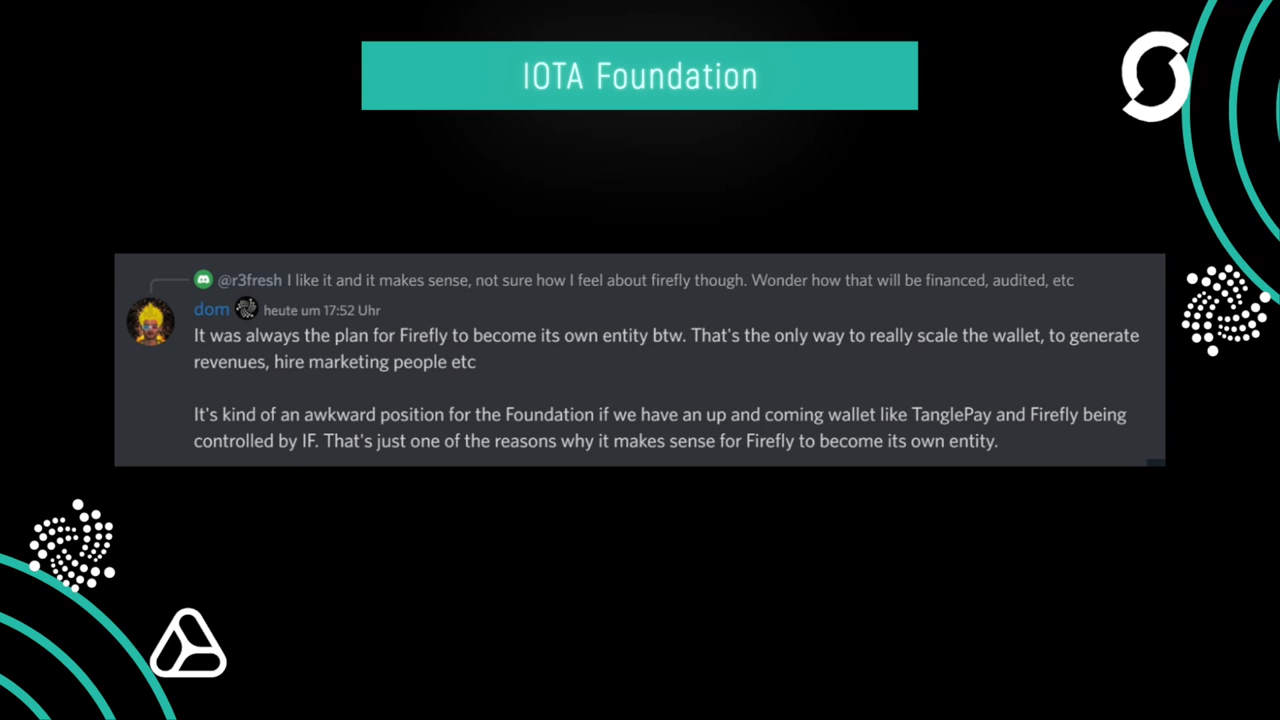 IOTA Foundation
@r3fresh I like it and it makes sense, not sure how I feel about firefly though. Wonder how that will be financed, audited, etc
dom heute um 17:52 Uhr
It was always the plan for Firefly to become its own entity btw. That's the only way to really scale the wallet, to generate
revenues, hire marketing people etc
It's kind of an awkward position for the Foundation if we have an up and coming wallet like TanglePay and Firefly being
controlled by IF. That's just one of the reasons why it makes sense for Firefly to become its own entity.